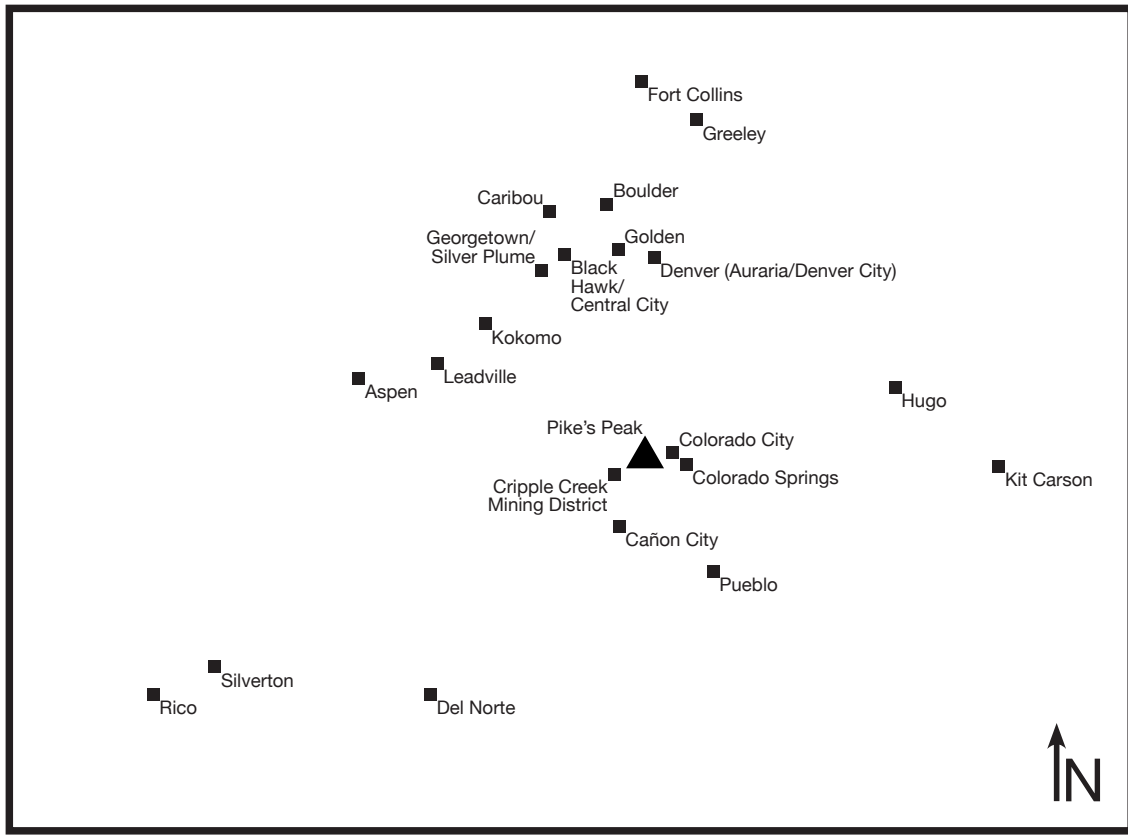 Fort Collins
Greeley
Boulder
Caribou
Golden
Georgetown/
Silver Plume
Black
Hawk/
Central City
Denver (Auraria/Denver City)
Kokomo
Leadville
Aspen
Hugo
Pike’s Peak
Colorado City
Colorado Springs
Kit Carson
Cripple Creek
Mining District
Cañon City
Pueblo
Silverton
Rico
Del Norte
N